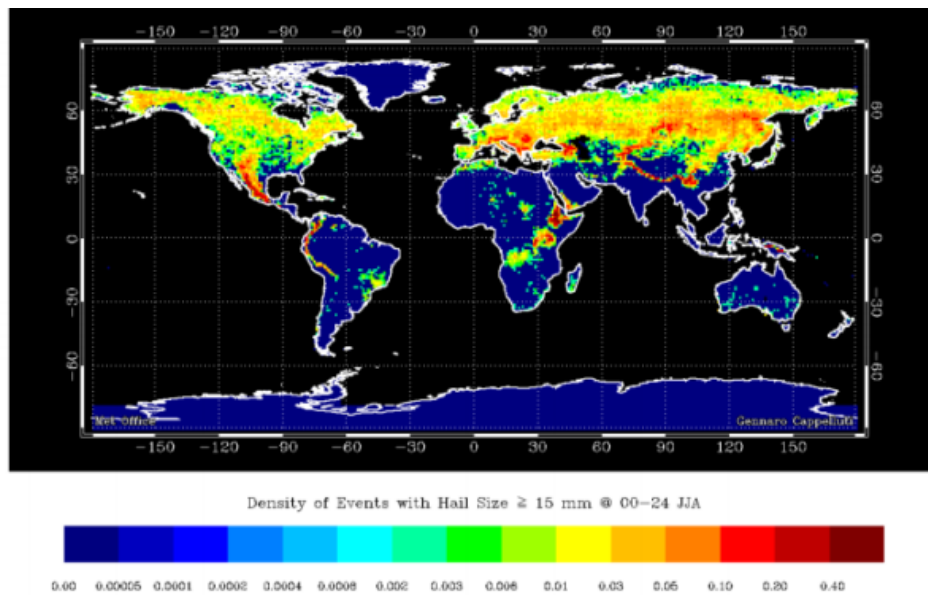 −150 −120 −90 −60 −30 0 30 60 90 120 150
60 60
30 30
0 0
−30 −30
−60 −60
Met Office Gennaro Cappelluti
−150 −120 −90 −60 −30 0 30 60 90 120 150
Density of Events with Hail Size ≧ 15 mm @ 00−24 JJA
0.00 0.00005 0.0001 0.0002 0.0004 0.0008 0.002 0.003 0.006 0.01 0.03 0.05 0.10 0.20 0.40